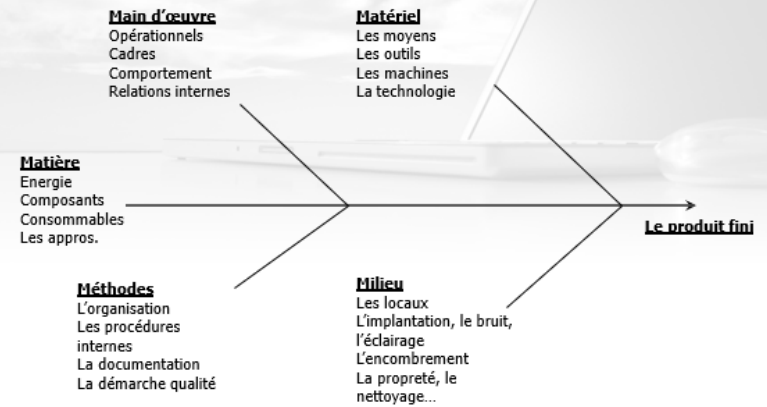 Main d'œuvre
Opérationnels
Cadres
Comportement
Relations internes
Matériel
Les moyens
Les outils
Les machines
La technologie
Matière
Energie
Composants
Consommables
Les appros.
Le produit fini
Méthodes
L'organisation
Les procédures
internes
La documentation
La démarche qualité
Milieu
Les locaux
L'implantation, le bruit,
l'éclairage
L'encombrement
La propreté, le
nettoyage...